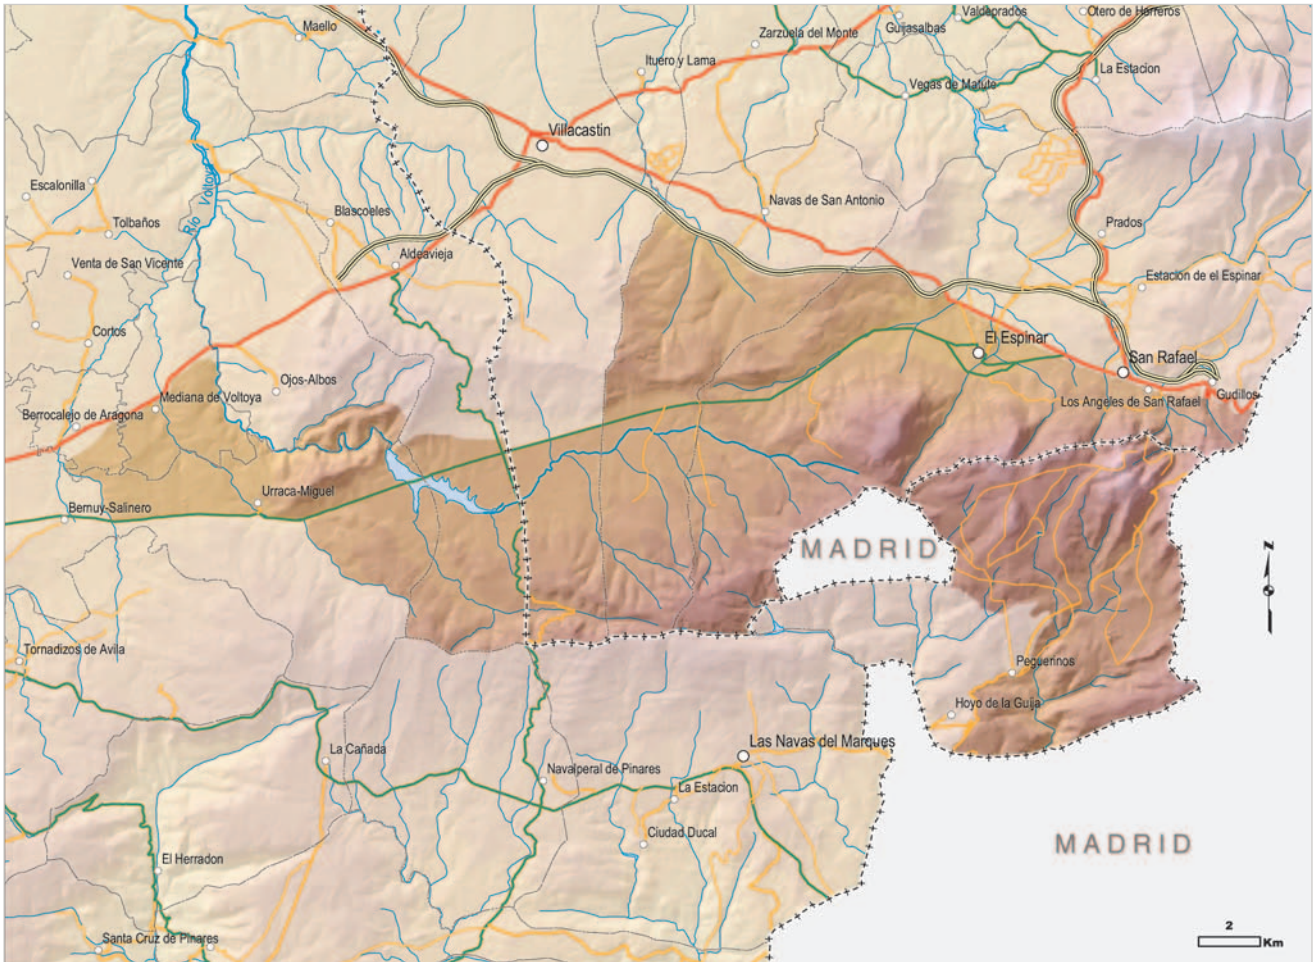 Maello
Zarzuela del Monte
Guijasalbas
Valdeprados
Otero de Herreros
Ituero y Lama
La Estacion
Vegas de Matute
Villacastin
Escalonilla
Río Voltoya
Blascoeles
Navas de San Antonio
Tolbaños
Prados
Aldeavieja
Venta de San Vicente
Estacion de el Espinar
Cortos
El Espinar
San Rafael
Ojos-Albos
Gudillos
Mediana de Voltoya
Los Angeles de San Rafael
Berrocalejo de Aragona
Urraca-Miguel
Bernuy-Salinero
MADRID
N
Tornadizos de Avila
Peguerinos
Hoyo de la Guija
La Cañada
Las Navas del Marques
Navalperal de Pinares
La Estacion
Ciudad Ducal
MADRID
El Herradon
Santa Cruz de Pinares
2
Km